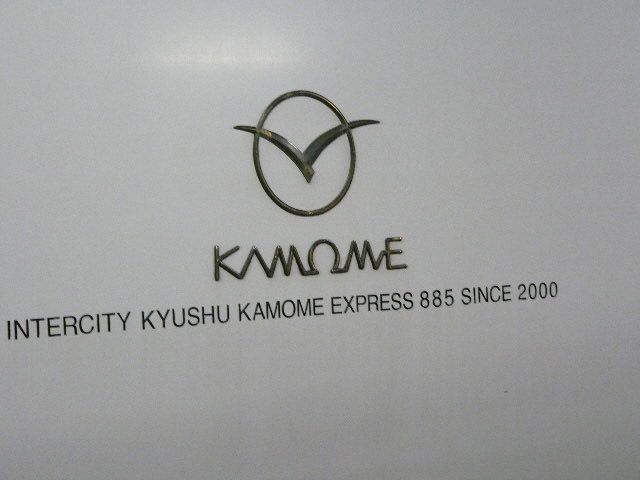 KAMOME
INTERCITY KYUSHU KAMOME EXPRESS 885 SINCE 2000